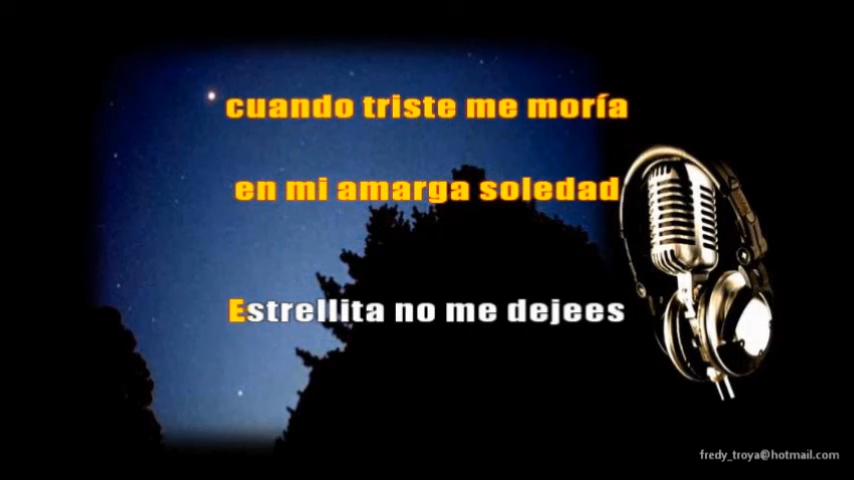 cuando triste me moría
en mi amarga soledad
Estrellita no me dejees
fredy_troya@hotmail.com